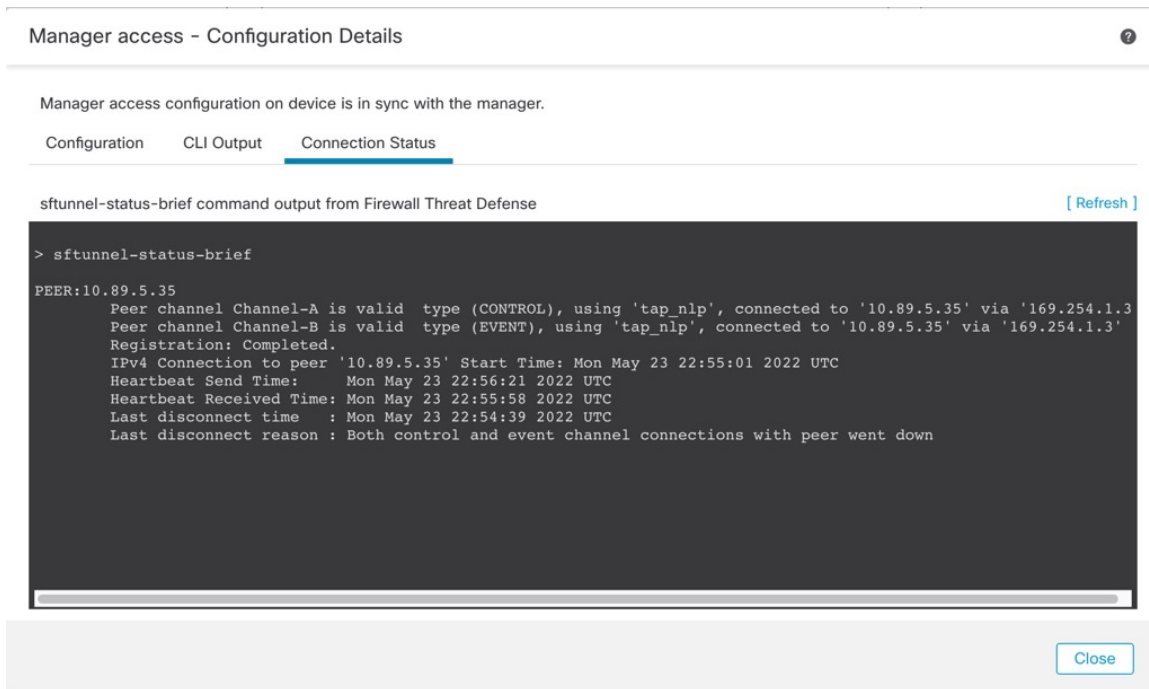 Manager access - Configuration Details
?
Manager access configuration on device is in sync with the manager.
Configuration CLI Output Connection Status
sftunnel-status-brief command output from Firewall Threat Defense [ Refresh ]
> sftunnel-status-brief
PEER:10.89.5.35
Peer channel Channel-A is valid type (CONTROL), using 'tap_nlp', connected to '10.89.5.35' via '169.254.1.3
Peer channel Channel-B is valid type (EVENT), using 'tap_nlp', connected to '10.89.5.35' via '169.254.1.3'
Registration: Completed.
IPv4 Connection to peer '10.89.5.35' Start Time: Mon May 23 22:55:01 2022 UTC
Heartbeat Send Time: Mon May 23 22:56:21 2022 UTC
Heartbeat Received Time: Mon May 23 22:55:58 2022 UTC
Last disconnect time : Mon May 23 22:54:39 2022 UTC
Last disconnect reason : Both control and event channel connections with peer went down
Close